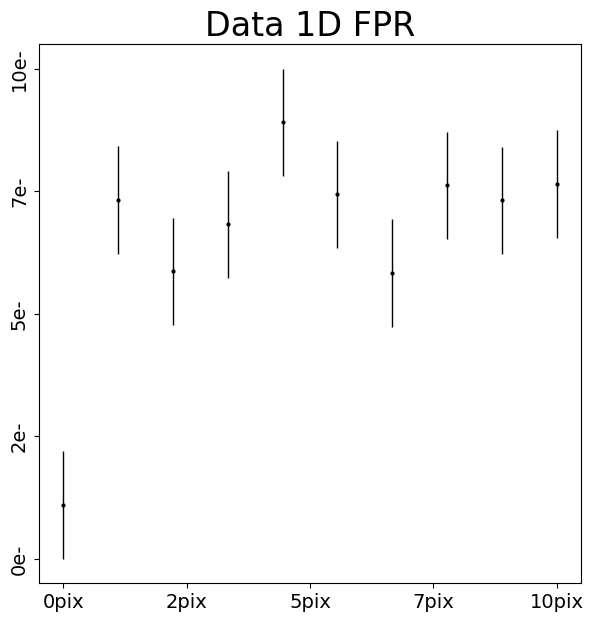 Data 1D FPR
10e-
7e-
5e-
2e-
0e-
0pix 2pix 5pix 7pix 10pix